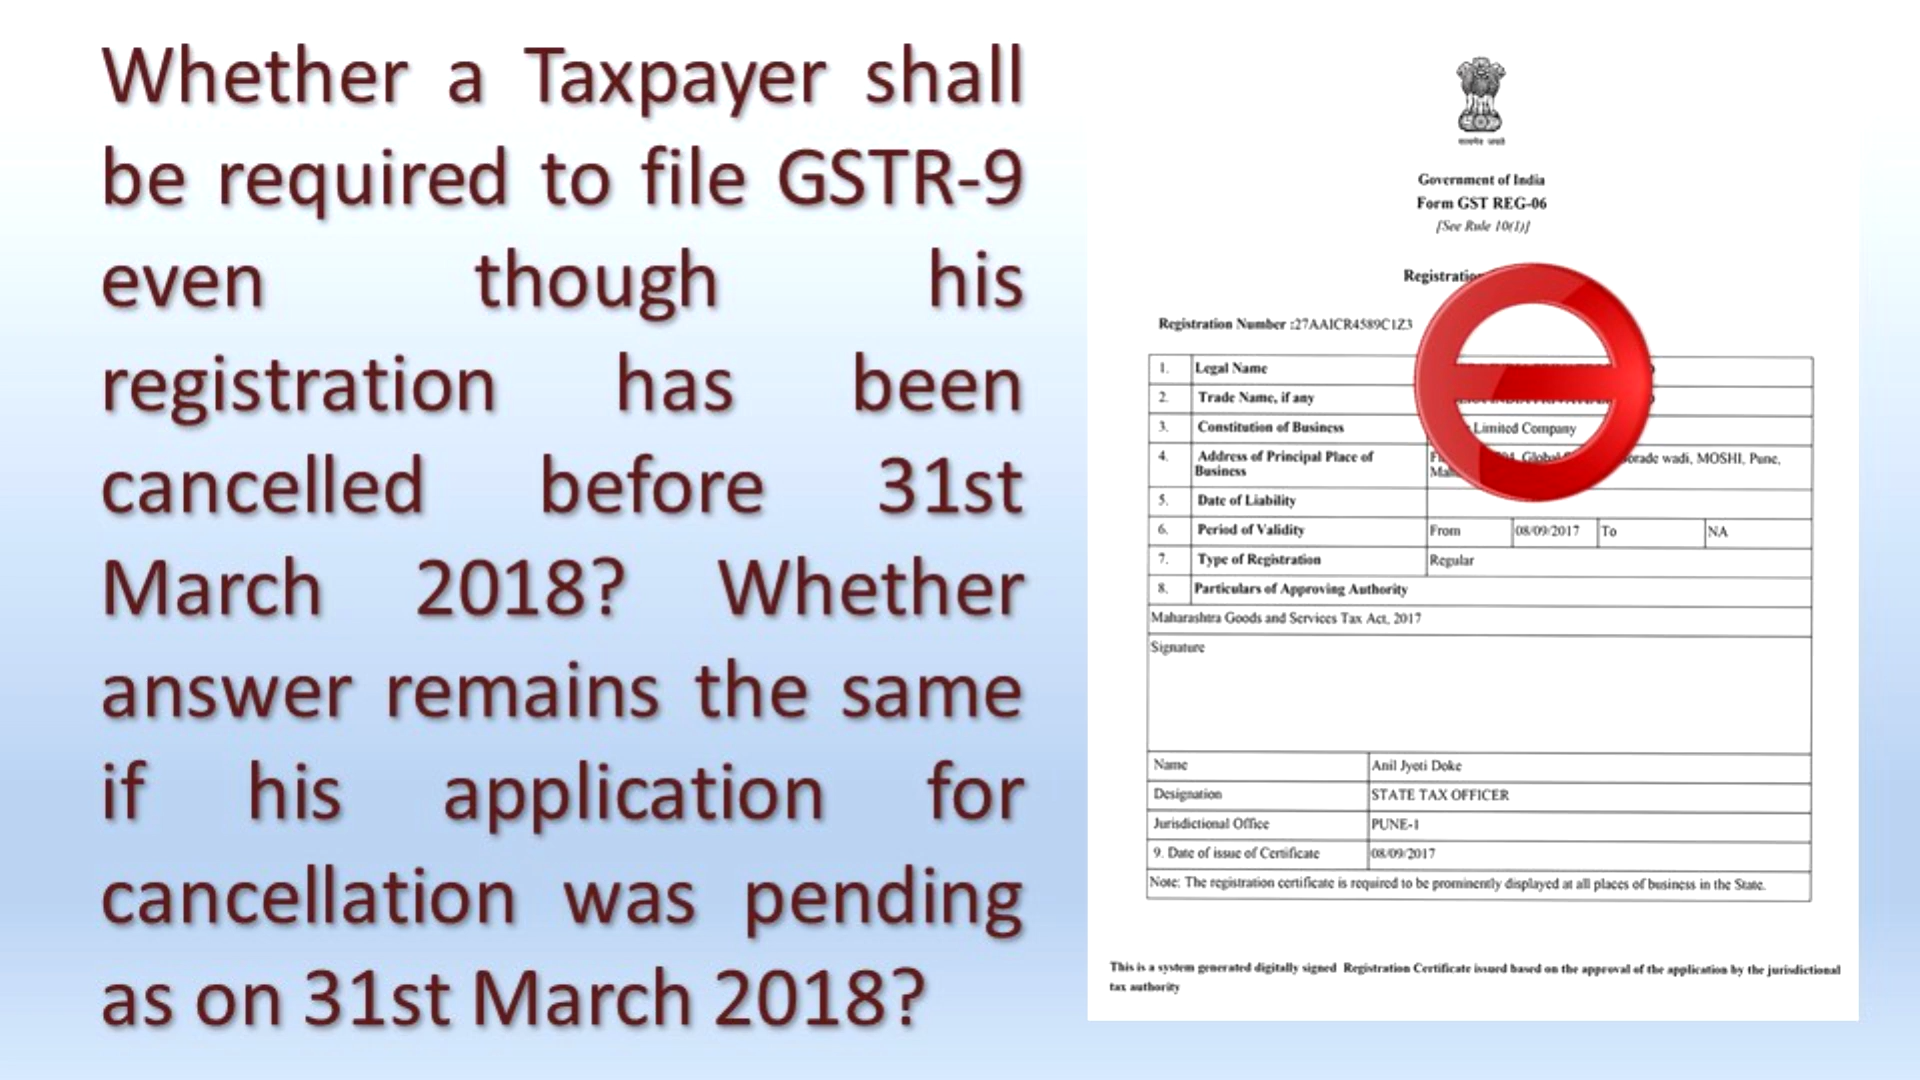 Whether a Taxpayer shall
be required to file GSTR-9
even though his
registration has been
cancelled before 31st
March 2018? Whether
answer remains the same
if his application for
cancellation was pending
as on 31st March 2018?
सत्यमेव जयते
Government of India
Form GST REG-06
[See Rule 10(1)]
Registration Number :27AAICR4589C1Z3
1. Legal Name
2. Trade Name, if any
3. Constitution of Business Limited Company
4. Address of Principal Place of Business wadi, MOSHI, Pune,
5. Date of Liability
6. Period of Validity From 08/09/2017 To NA
7. Type of Registration Regular
8. Particulars of Approving Authority
Maharashtra Goods and Services Tax Act, 2017
Signature
Name Anil Jyoti Doke
Designation STATE TAX OFFICER
Jurisdictional Office PUNE-1
9. Date of issue of Certificate 08/09/2017
Note: The registration certificate is required to be prominently displayed at all places of business in the State.
This is a system generated digitally signed Registration Certificate issued based on the approval of the application by the jurisdictional
tax authority